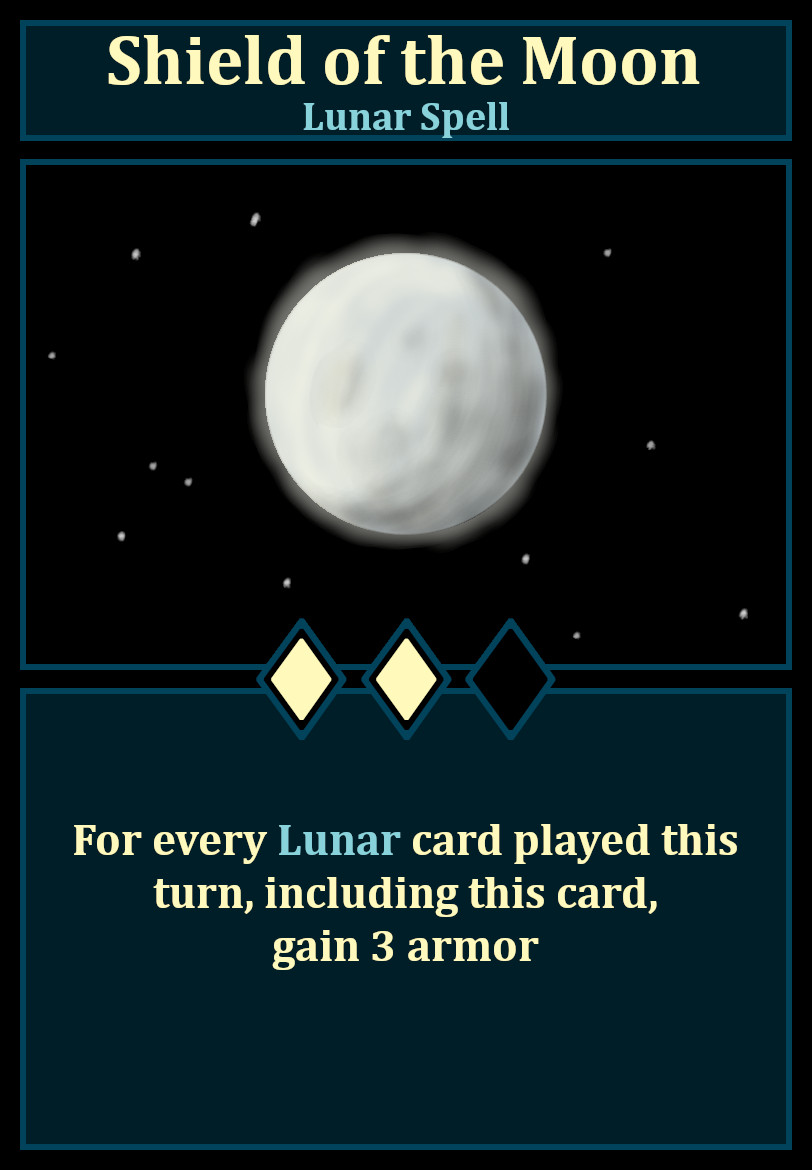 Shield of the Moon
Lunar Spell
For every Lunar card played this
turn, including this card,
gain 3 armor